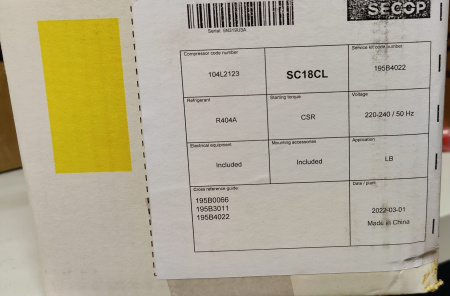 SECOP
Compressor code number
104L2123
SC18CL
Service kit code number
195B4022
Refrigerant
R404A
Starting torque
CSR
Voltage
220-240 / 50 Hz
Electrical equipment
Included
Mounting accessories
Included
Application
LB
Cross reference guide:
195B0066
195B3011
195B4022
Date / plant
2022-03-01
Made in China